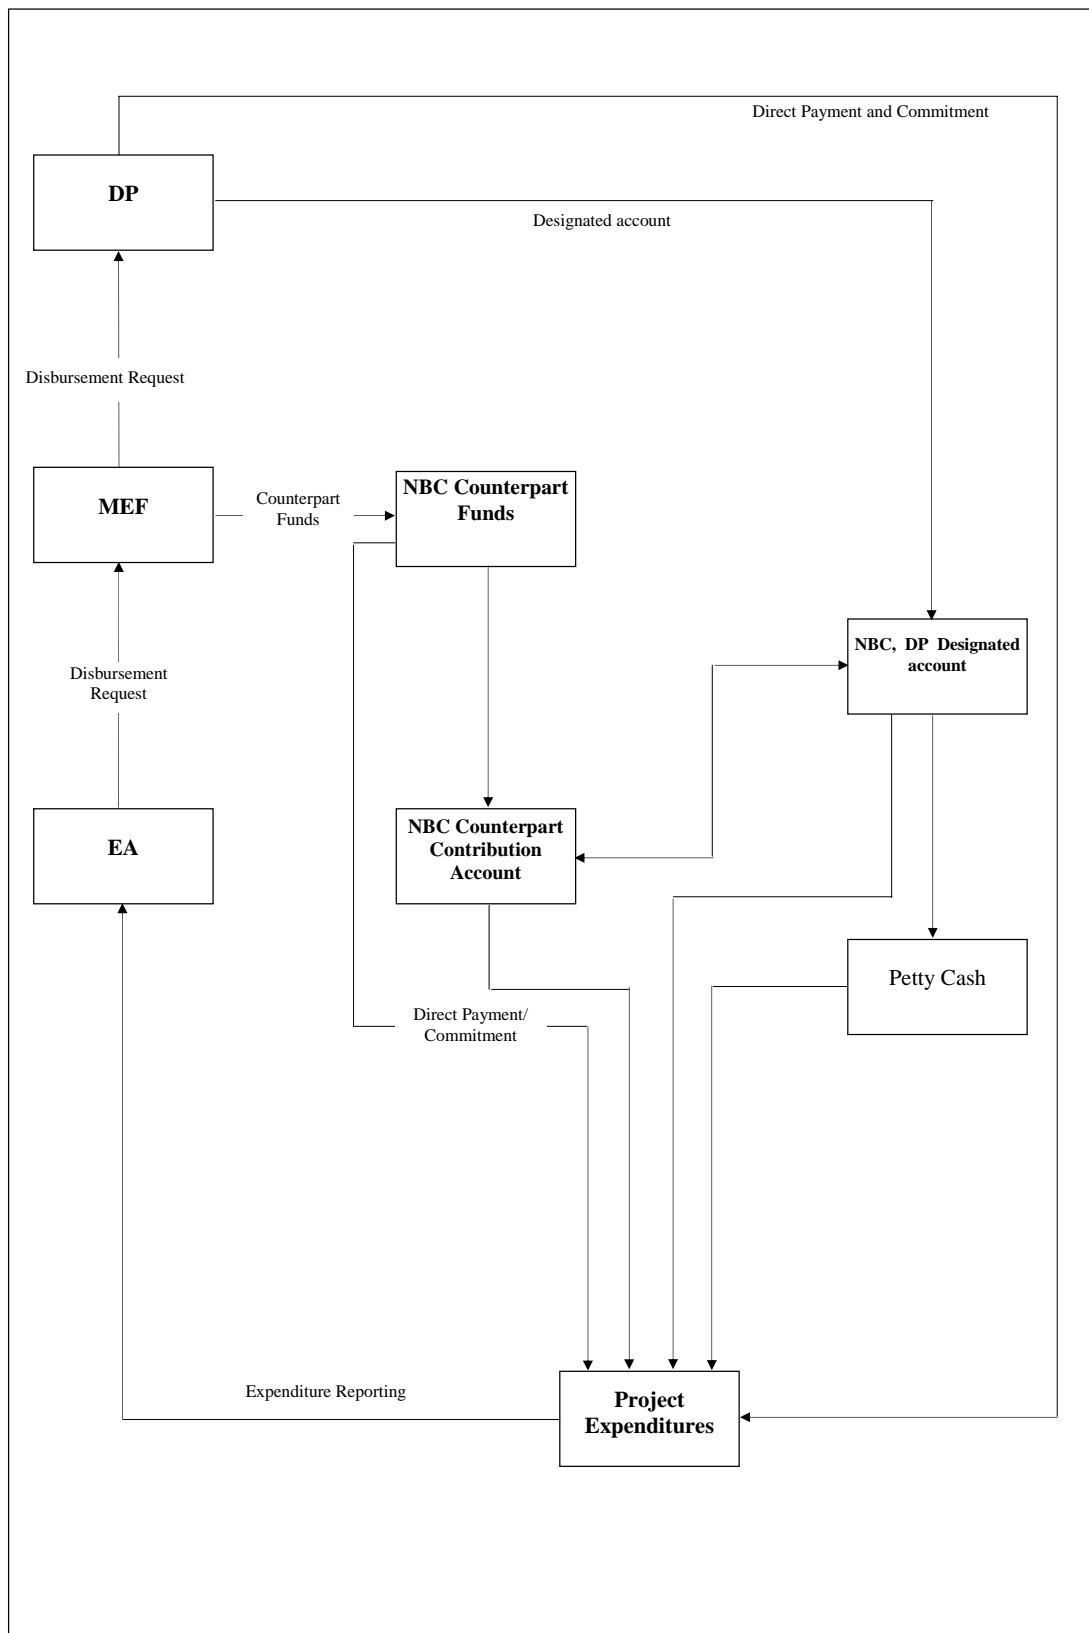 Direct Payment and Commitment
DP
Designated account
Disbursement Request
MEF
Counterpart
Funds
NBC Counterpart
Funds
NBC, DP Designated
account
Disbursement
Request
EA
NBC Counterpart
Contribution
Account
Petty Cash
Direct Payment/
Commitment
Expenditure Reporting
Project
Expenditures